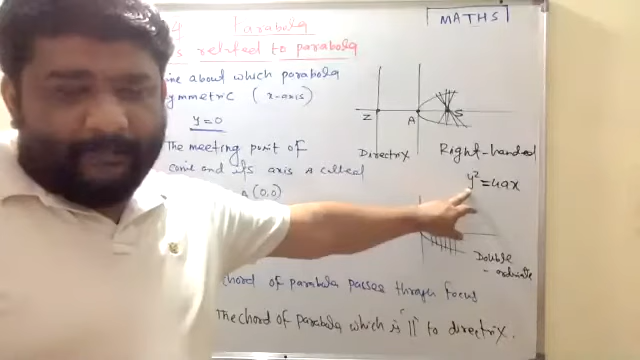 MATHS
Parabola
s related to parabola
ine about which parabola
symmetric (x-axis)
y=0
Z
A
S
Directrix
Right-handed
The meeting point of
and its axis is called
A (0,0)
y²=4ax
Double
- ordinate
chord of parabola passes through focus
The chord of parabola which is || to directrix.